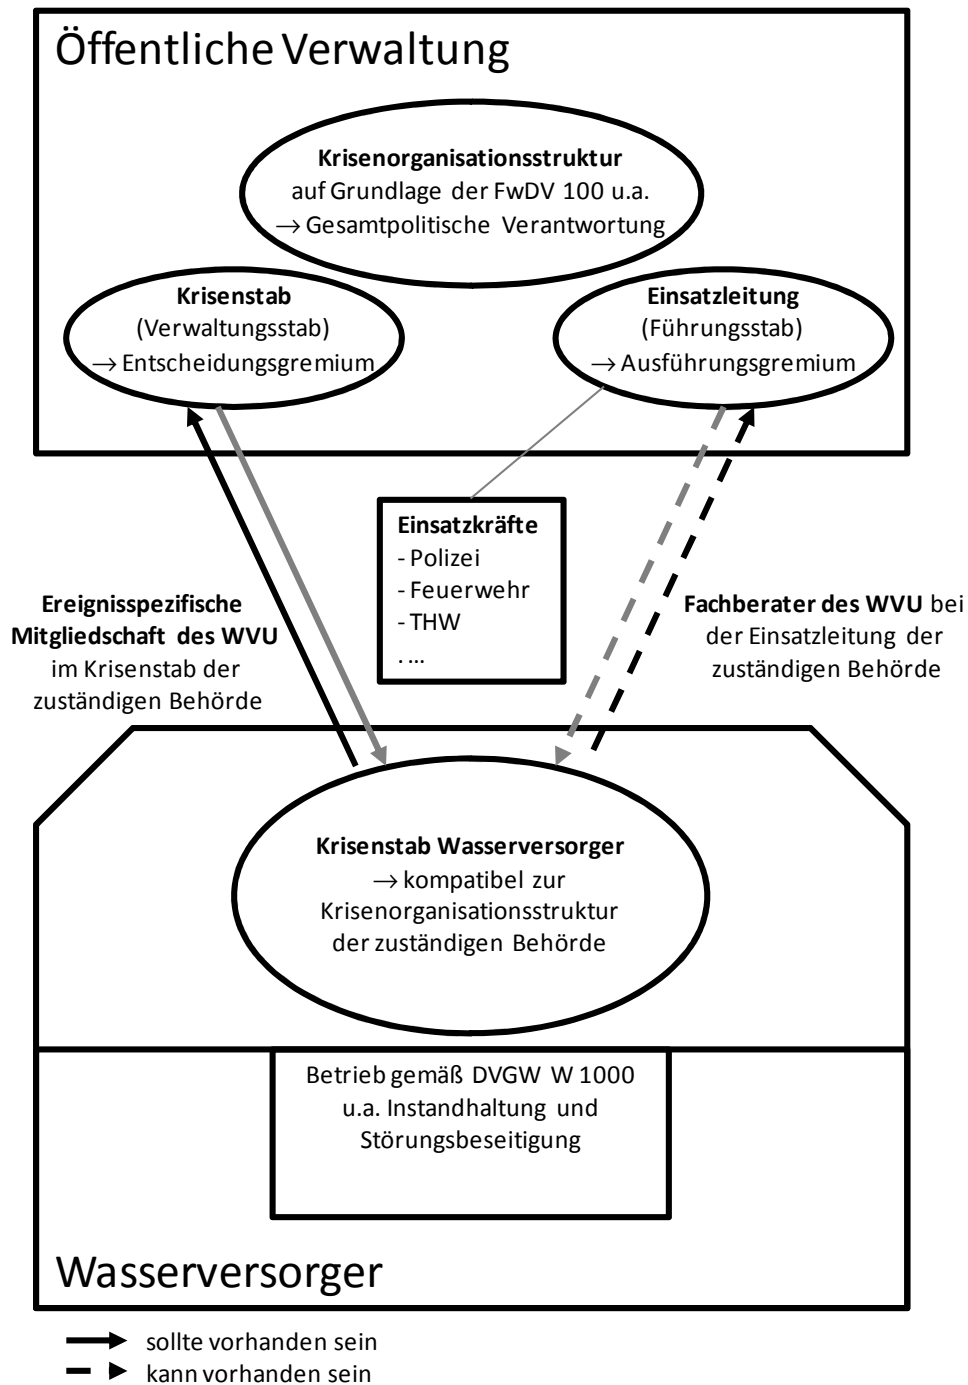 Öffentliche Verwaltung
Krisenorganisationsstruktur
auf Grundlage der FwDV 100 u.a.
→ Gesamtpolitische Verantwortung
Krisenstab
(Verwaltungsstab)
→ Entscheidungsgremium
Einsatzleitung
(Führungsstab)
→ Ausführungsgremium
Einsatzkräfte
- Polizei
- Feuerwehr
- THW
. ...
Ereignisspezifische
Mitgliedschaft des WVU
im Krisenstab der
zuständigen Behörde
Fachberater des WVU bei
der Einsatzleitung der
zuständigen Behörde
Krisenstab Wasserversorger
→ kompatibel zur
Krisenorganisationsstruktur
der zuständigen Behörde
Betrieb gemäß DVGW W 1000
u.a. Instandhaltung und
Störungsbeseitigung
Wasserversorger
sollte vorhanden sein
kann vorhanden sein